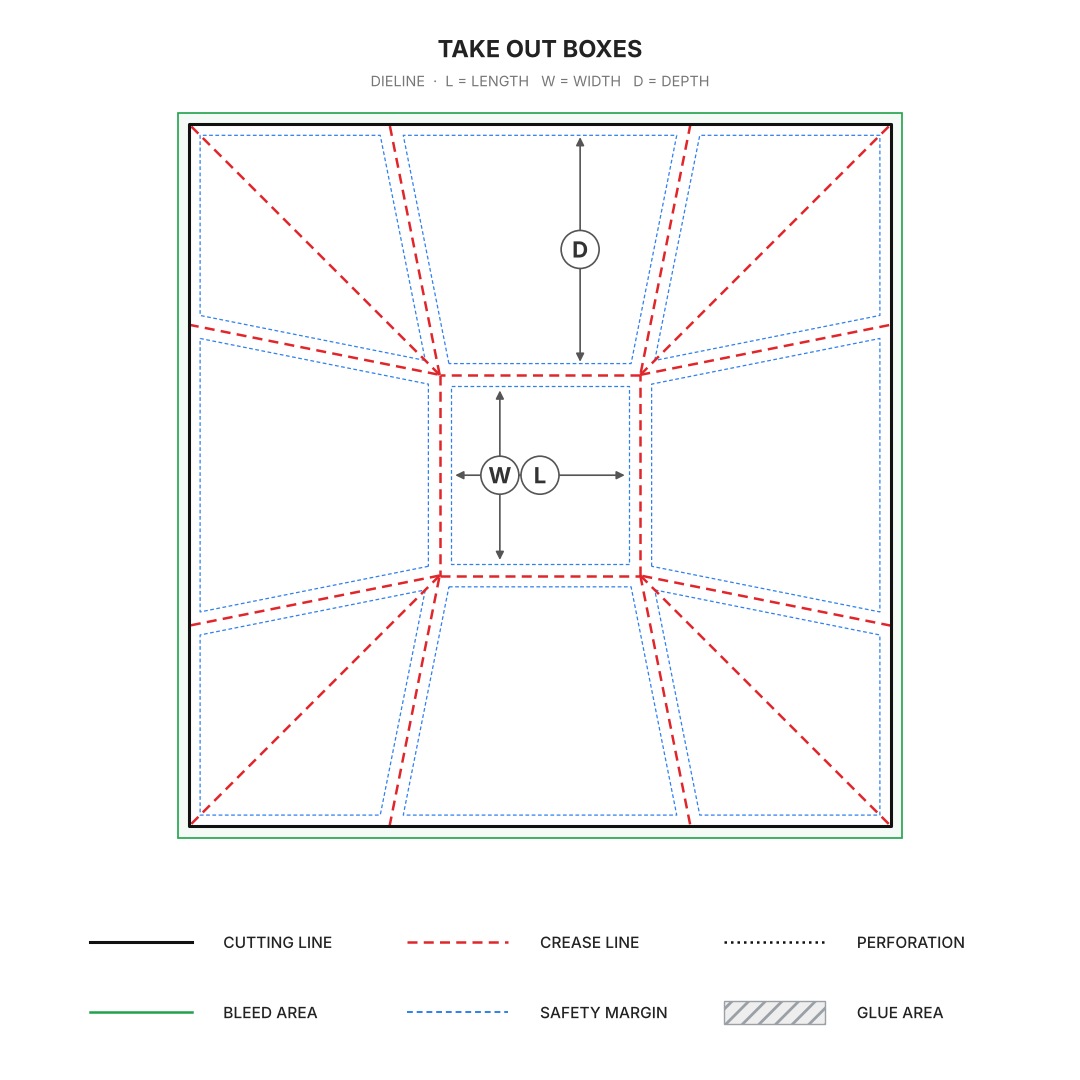 TAKE OUT BOXES
DIELINE · L = LENGTH W = WIDTH D = DEPTH
D
W L
CUTTING LINE
CREASE LINE
PERFORATION
BLEED AREA
SAFETY MARGIN
GLUE AREA